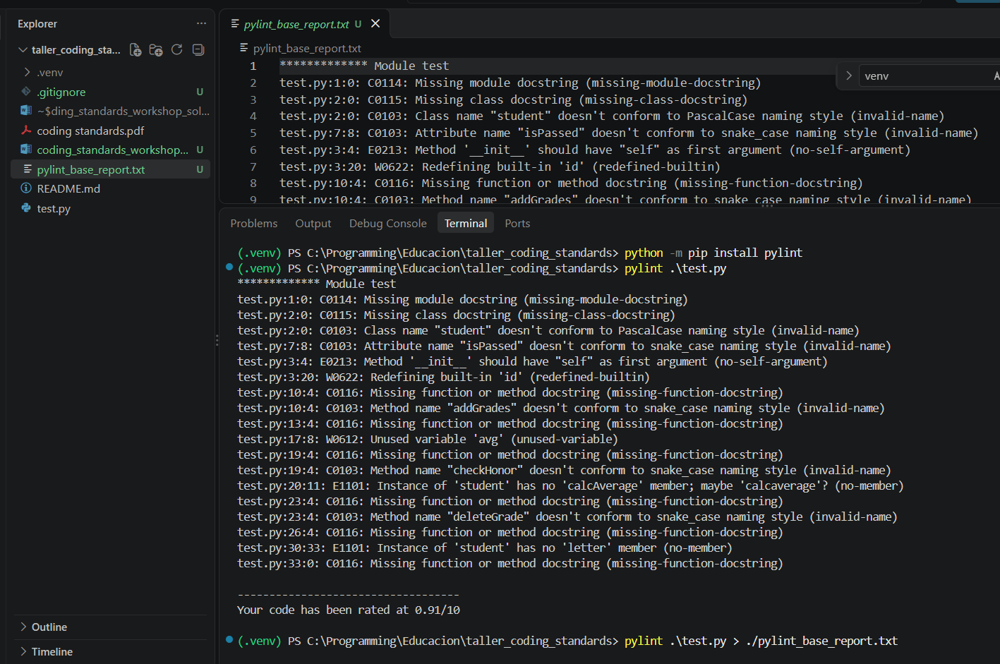 Explorer
taller_coding_sta...
.venv
.gitignore U
~$ding_standards_workshop_sol...
coding standards.pdf
coding_standards_workshop... U
pylint_base_report.txt U
README.md
test.py
Outline
Timeline
pylint_base_report.txt U
pylint_base_report.txt
venv
1 ************* Module test
2 test.py:1:0: C0114: Missing module docstring (missing-module-docstring)
3 test.py:2:0: C0115: Missing class docstring (missing-class-docstring)
4 test.py:2:0: C0103: Class name "student" doesn't conform to PascalCase naming style (invalid-name)
5 test.py:7:8: C0103: Attribute name "isPassed" doesn't conform to snake_case naming style (invalid-name)
6 test.py:3:4: E0213: Method '__init__' should have "self" as first argument (no-self-argument)
7 test.py:3:20: W0622: Redefining built-in 'id' (redefined-builtin)
8 test.py:10:4: C0116: Missing function or method docstring (missing-function-docstring)
9 test.py:10:4: C0103: Method name "addGrades" doesn't conform to snake_case naming style (invalid-name)
Problems Output Debug Console Terminal Ports
(.venv) PS C:\Programming\Educacion\taller_coding_standards> python -m pip install pylint
(.venv) PS C:\Programming\Educacion\taller_coding_standards> pylint .\test.py
************* Module test
test.py:1:0: C0114: Missing module docstring (missing-module-docstring)
test.py:2:0: C0115: Missing class docstring (missing-class-docstring)
test.py:2:0: C0103: Class name "student" doesn't conform to PascalCase naming style (invalid-name)
test.py:7:8: C0103: Attribute name "isPassed" doesn't conform to snake_case naming style (invalid-name)
test.py:3:4: E0213: Method '__init__' should have "self" as first argument (no-self-argument)
test.py:3:20: W0622: Redefining built-in 'id' (redefined-builtin)
test.py:10:4: C0116: Missing function or method docstring (missing-function-docstring)
test.py:10:4: C0103: Method name "addGrades" doesn't conform to snake_case naming style (invalid-name)
test.py:13:4: C0116: Missing function or method docstring (missing-function-docstring)
test.py:17:8: W0612: Unused variable 'avg' (unused-variable)
test.py:19:4: C0116: Missing function or method docstring (missing-function-docstring)
test.py:19:4: C0103: Method name "checkHonor" doesn't conform to snake_case naming style (invalid-name)
test.py:20:11: E1101: Instance of 'student' has no 'calcAverage' member; maybe 'calcaverage'? (no-member)
test.py:23:4: C0116: Missing function or method docstring (missing-function-docstring)
test.py:23:4: C0103: Method name "deleteGrade" doesn't conform to snake_case naming style (invalid-name)
test.py:26:4: C0116: Missing function or method docstring (missing-function-docstring)
test.py:30:33: E1101: Instance of 'student' has no 'letter' member (no-member)
test.py:33:0: C0116: Missing function or method docstring (missing-function-docstring)
-----------------------------------
Your code has been rated at 0.91/10
(.venv) PS C:\Programming\Educacion\taller_coding_standards> pylint .\test.py > ./pylint_base_report.txt